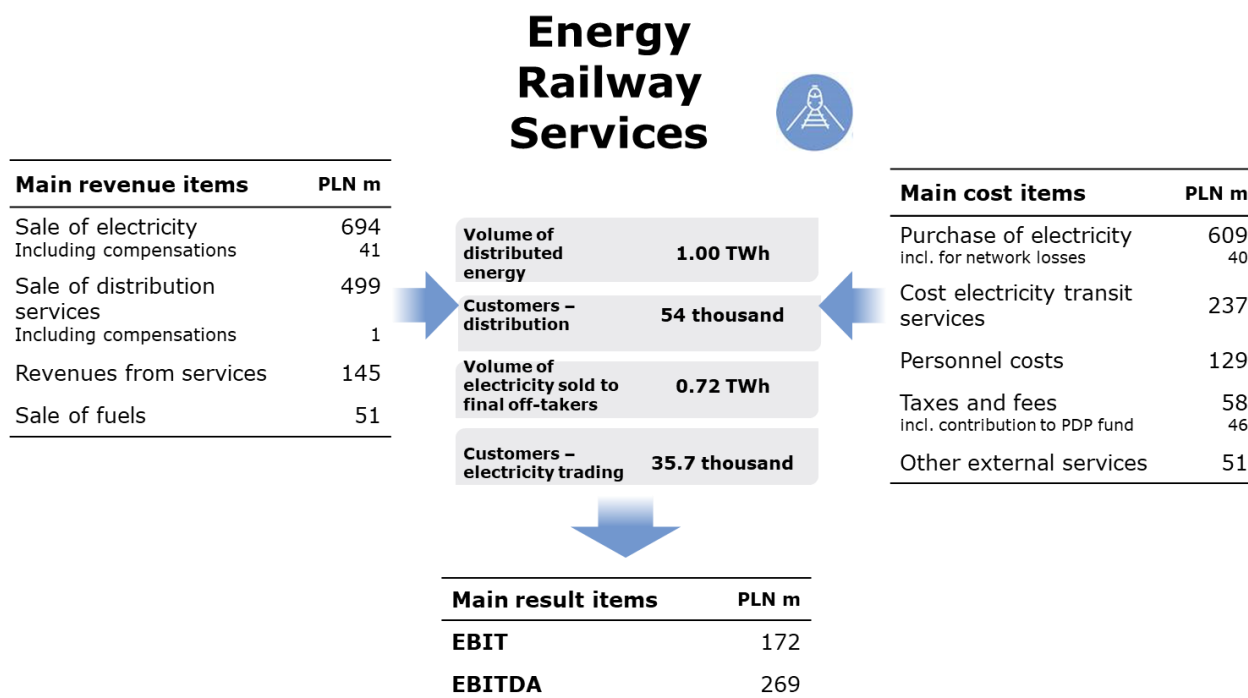 Energy
Railway
Services
Main revenue items PLN m
Sale of electricity 694
Including compensations 41
Sale of distribution 499
services
Including compensations 1
Revenues from services 145
Sale of fuels 51
Volume of
distributed 1.00 TWh
energy
Customers – 54 thousand
distribution
Volume of
electricity sold to 0.72 TWh
final off-takers
Customers – 35.7 thousand
electricity trading
Main cost items PLN m
Purchase of electricity 609
incl. for network losses 40
Cost electricity transit 237
services
Personnel costs 129
Taxes and fees 58
incl. contribution to PDP fund 46
Other external services 51
Main result items PLN m
EBIT 172
EBITDA 269